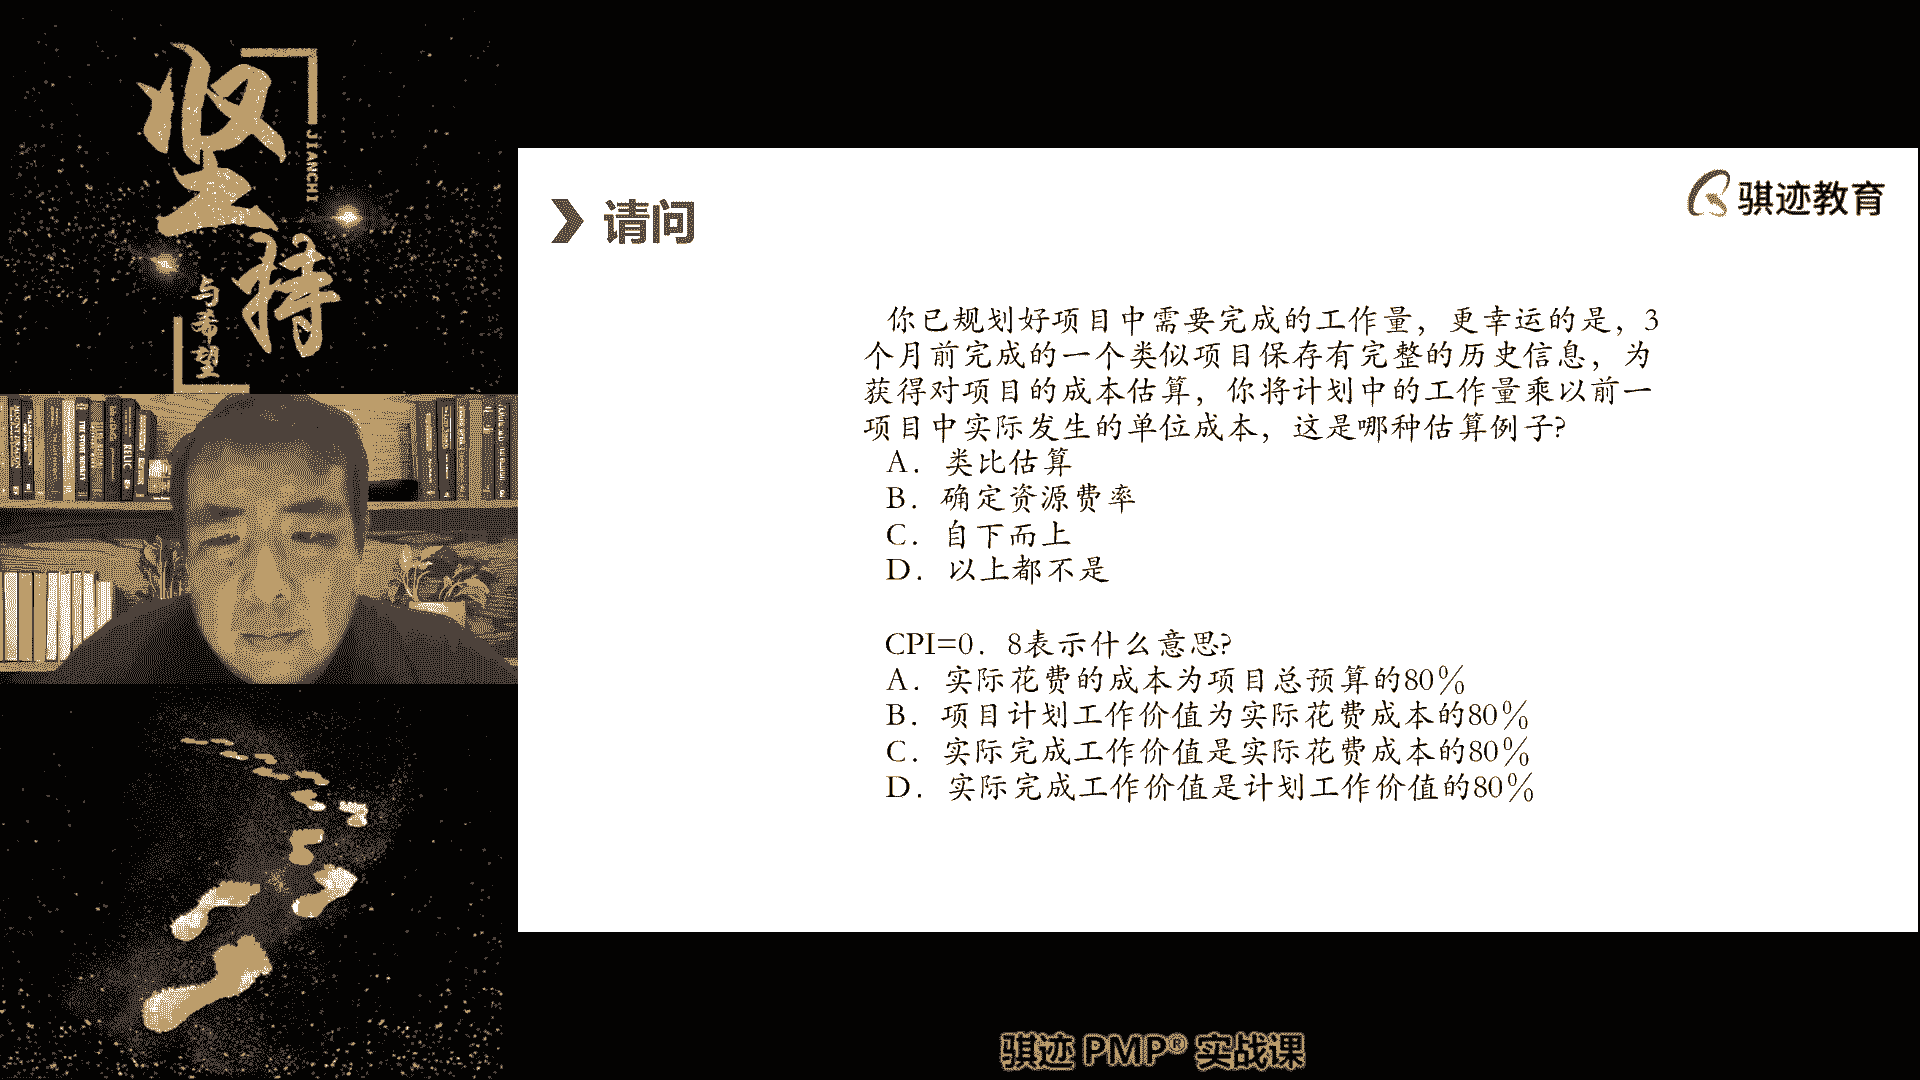 坚持
JIANCHI
与希望
请问
骐迹教育
你已规划好项目中需要完成的工作量，更幸运的是，3
个月前完成的一个类似项目保存有完整的历史信息，为
获得对项目的成本估算，你将计划中的工作量乘以前一
项目中实际发生的单位成本，这是哪种估算例子?
A．类比估算
B．确定资源费率
C．自下而上
D．以上都不是
CPI=0．8表示什么意思?
A．实际花费的成本为项目总预算的80%
B．项目计划工作价值为实际花费成本的80%
C．实际完成工作价值是实际花费成本的80%
D．实际完成工作价值是计划工作价值的80%
骐迹 PMP® 实战课